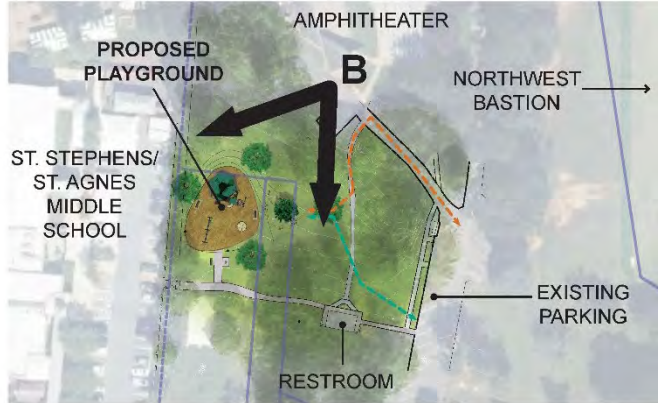 AMPHITHEATER
PROPOSED
PLAYGROUND
B
NORTHWEST
BASTION
ST. STEPHENS/
ST. AGNES
MIDDLE
SCHOOL
EXISTING
PARKING
RESTROOM